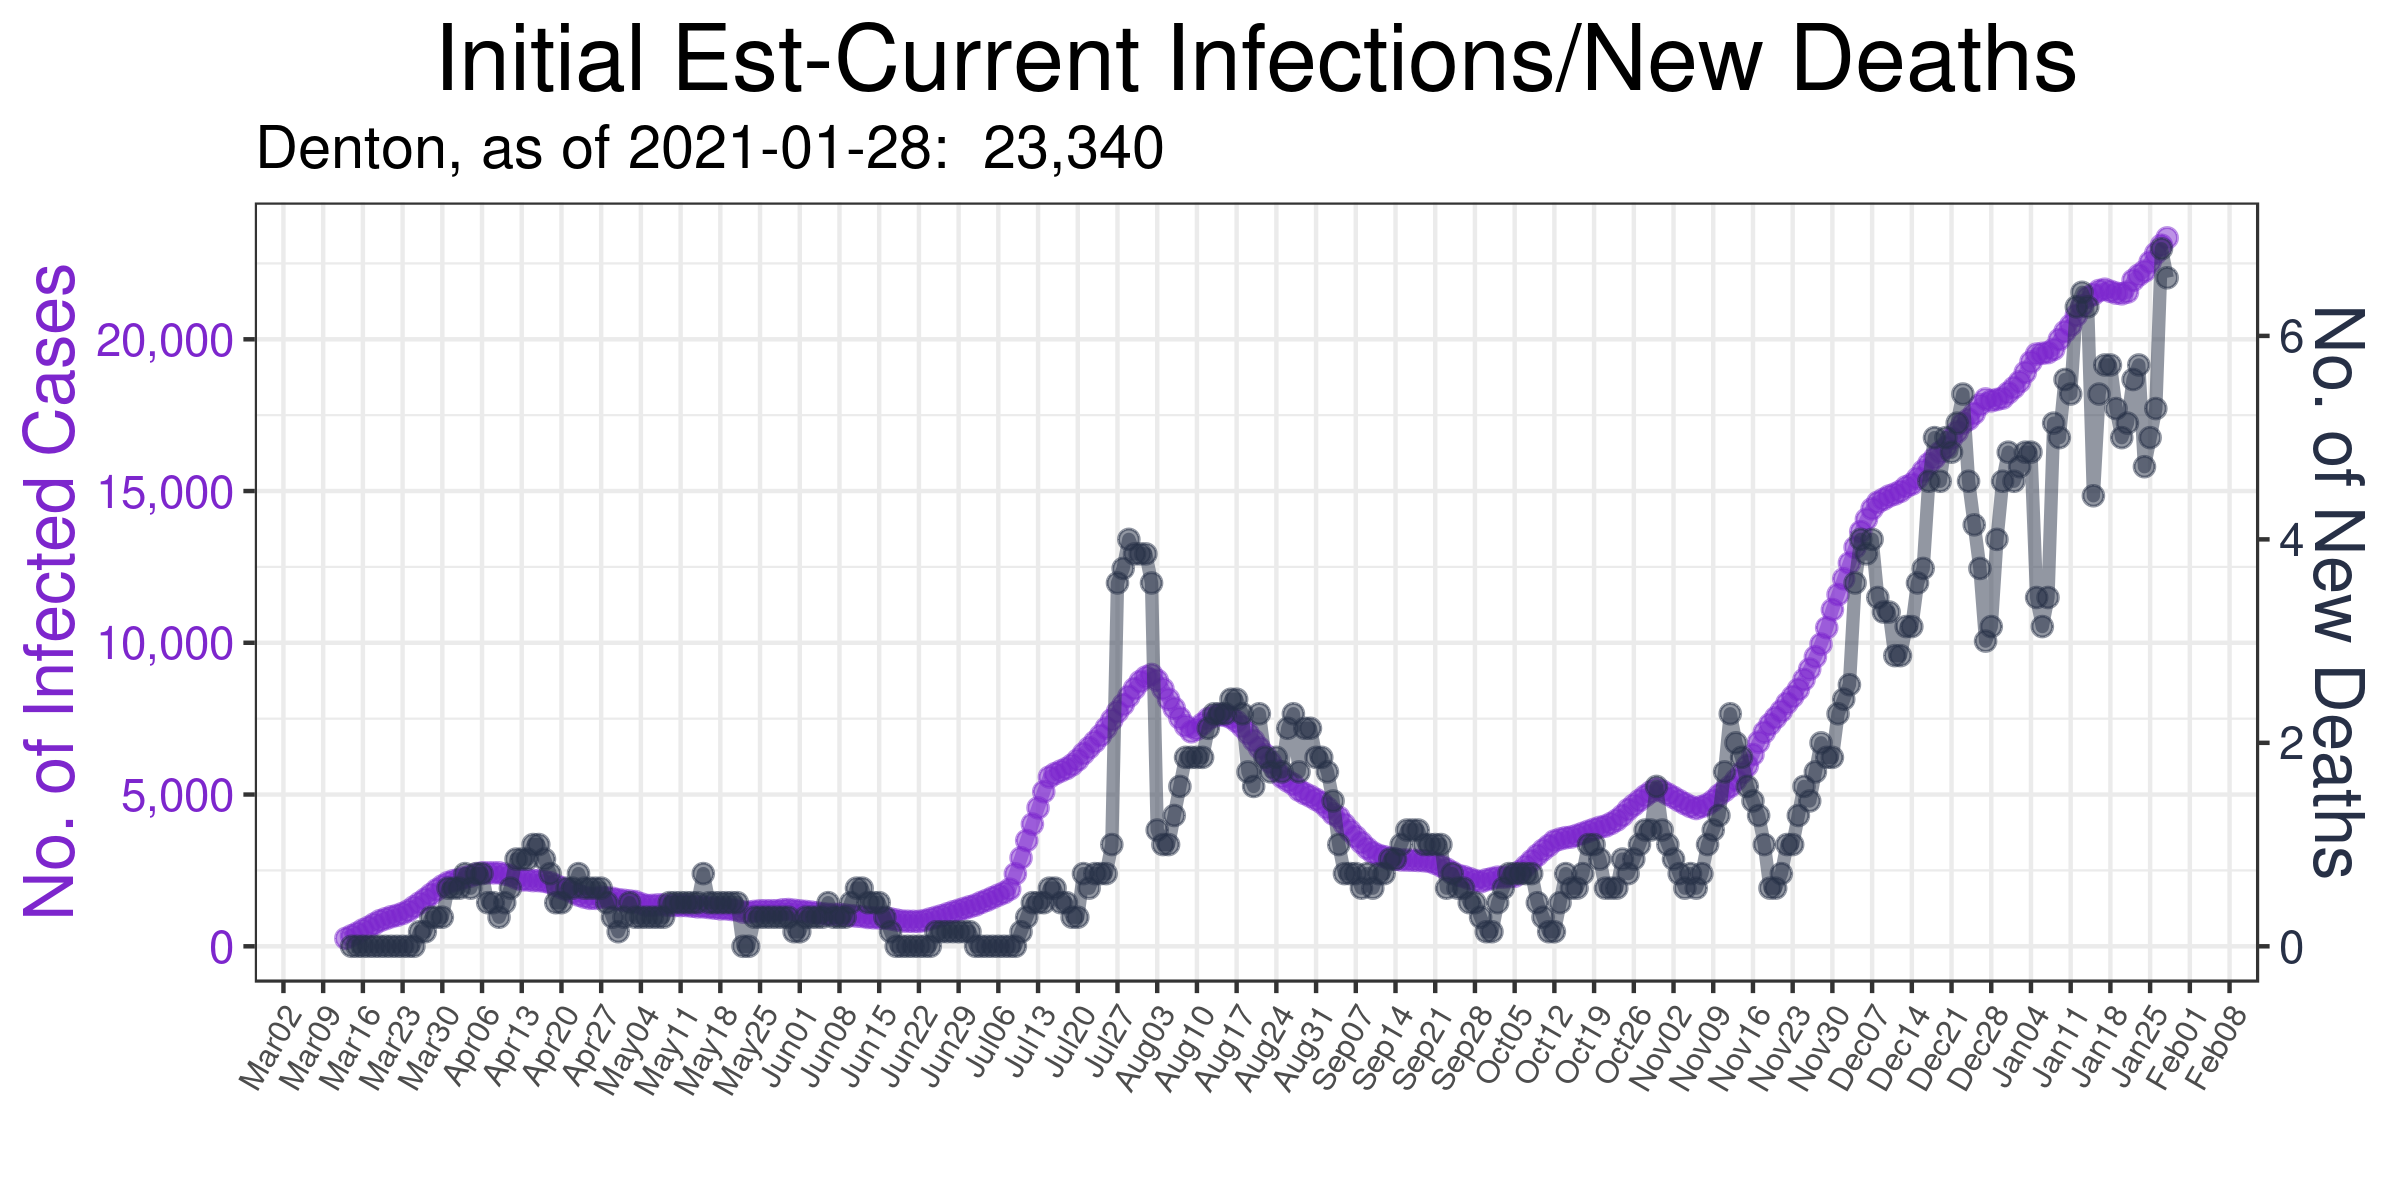 Initial Est-Current Infections/New Deaths
Denton, as of 2021-01-28: 23,340
No. of Infected Cases
20,000
15,000
10,000
5,000
0
No. of New Deaths
6
4
2
0
Mar02
Mar09
Mar16
Mar23
Mar30
Apr06
Apr13
Apr20
Apr27
May04
May11
May18
May25
Jun01
Jun08
Jun15
Jun22
Jun29
Jul06
Jul13
Jul20
Jul27
Aug03
Aug10
Aug17
Aug24
Aug31
Sep07
Sep14
Sep21
Sep28
Oct05
Oct12
Oct19
Oct26
Nov02
Nov09
Nov16
Nov23
Nov30
Dec07
Dec14
Dec21
Dec28
Jan04
Jan11
Jan18
Jan25
Feb01
Feb08